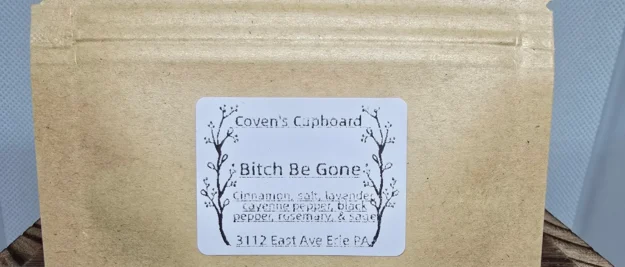 Coven's Cupboard
Bitch Be Gone
Cinnamon, salt, lavender,
cayenne pepper, black
pepper, rosemary, & sage
3112 East Ave Erie PA